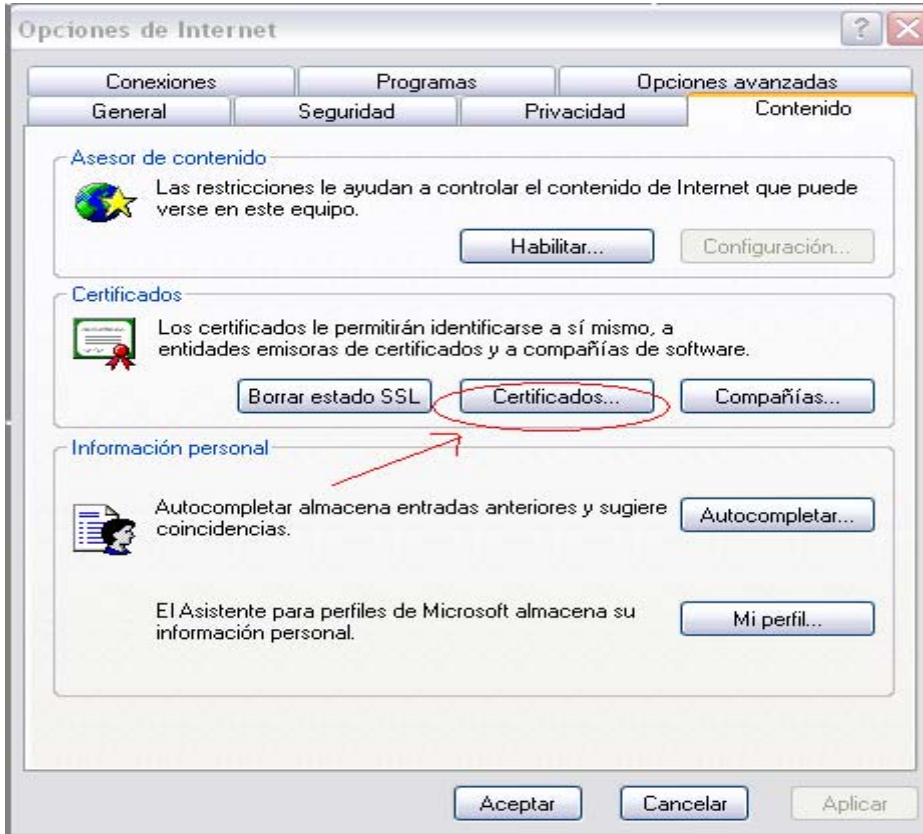 Opciones de Internet
?
Conexiones
Programas
Opciones avanzadas
General
Seguridad
Privacidad
Contenido
Asesor de contenido
Las restricciones le ayudan a controlar el contenido de Internet que puede
verse en este equipo.
Habilitar...
Configuración...
Certificados
Los certificados le permitirán identificarse a sí mismo, a
entidades emisoras de certificados y a compañías de software.
Borrar estado SSL
Certificados...
Compañías...
Información personal
Autocompletar almacena entradas anteriores y sugiere
coincidencias.
Autocompletar...
El Asistente para perfiles de Microsoft almacena su
información personal.
Mi perfil...
Aceptar
Cancelar
Aplicar